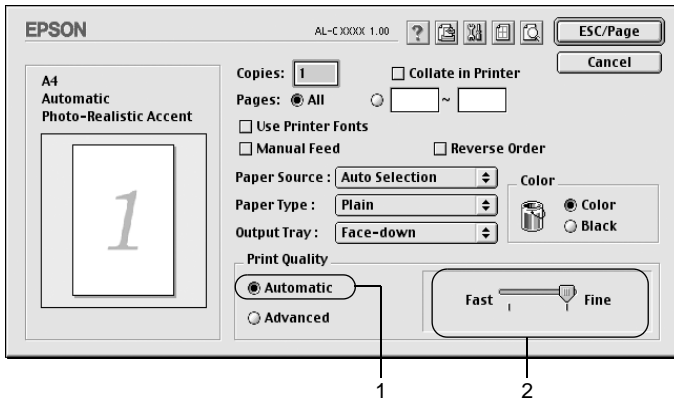 EPSON
AL-CXXXX 1.00
?
ESC/Page
Cancel
A4
Automatic
Photo-Realistic Accent
1
Copies: 1
Collate in Printer
Pages: All ~
Use Printer Fonts
Manual Feed
Reverse Order
Paper Source : Auto Selection
Paper Type : Plain
Output Tray : Face-down
Color
Color
Black
Print Quality
Automatic
Advanced
Fast
Fine
1
2